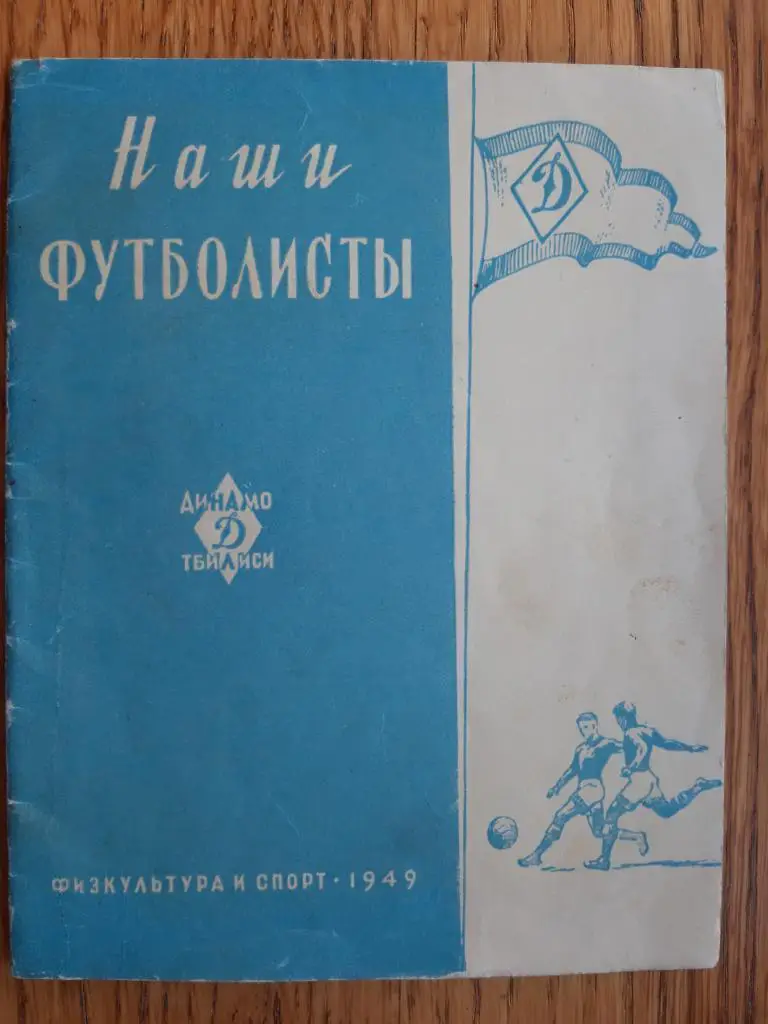 Наши
ФУТБОЛИСТЫ
Д
ДИНАМО
Д
ТБИЛИСИ
ФИЗКУЛЬТУРА И СПОРТ · 1949